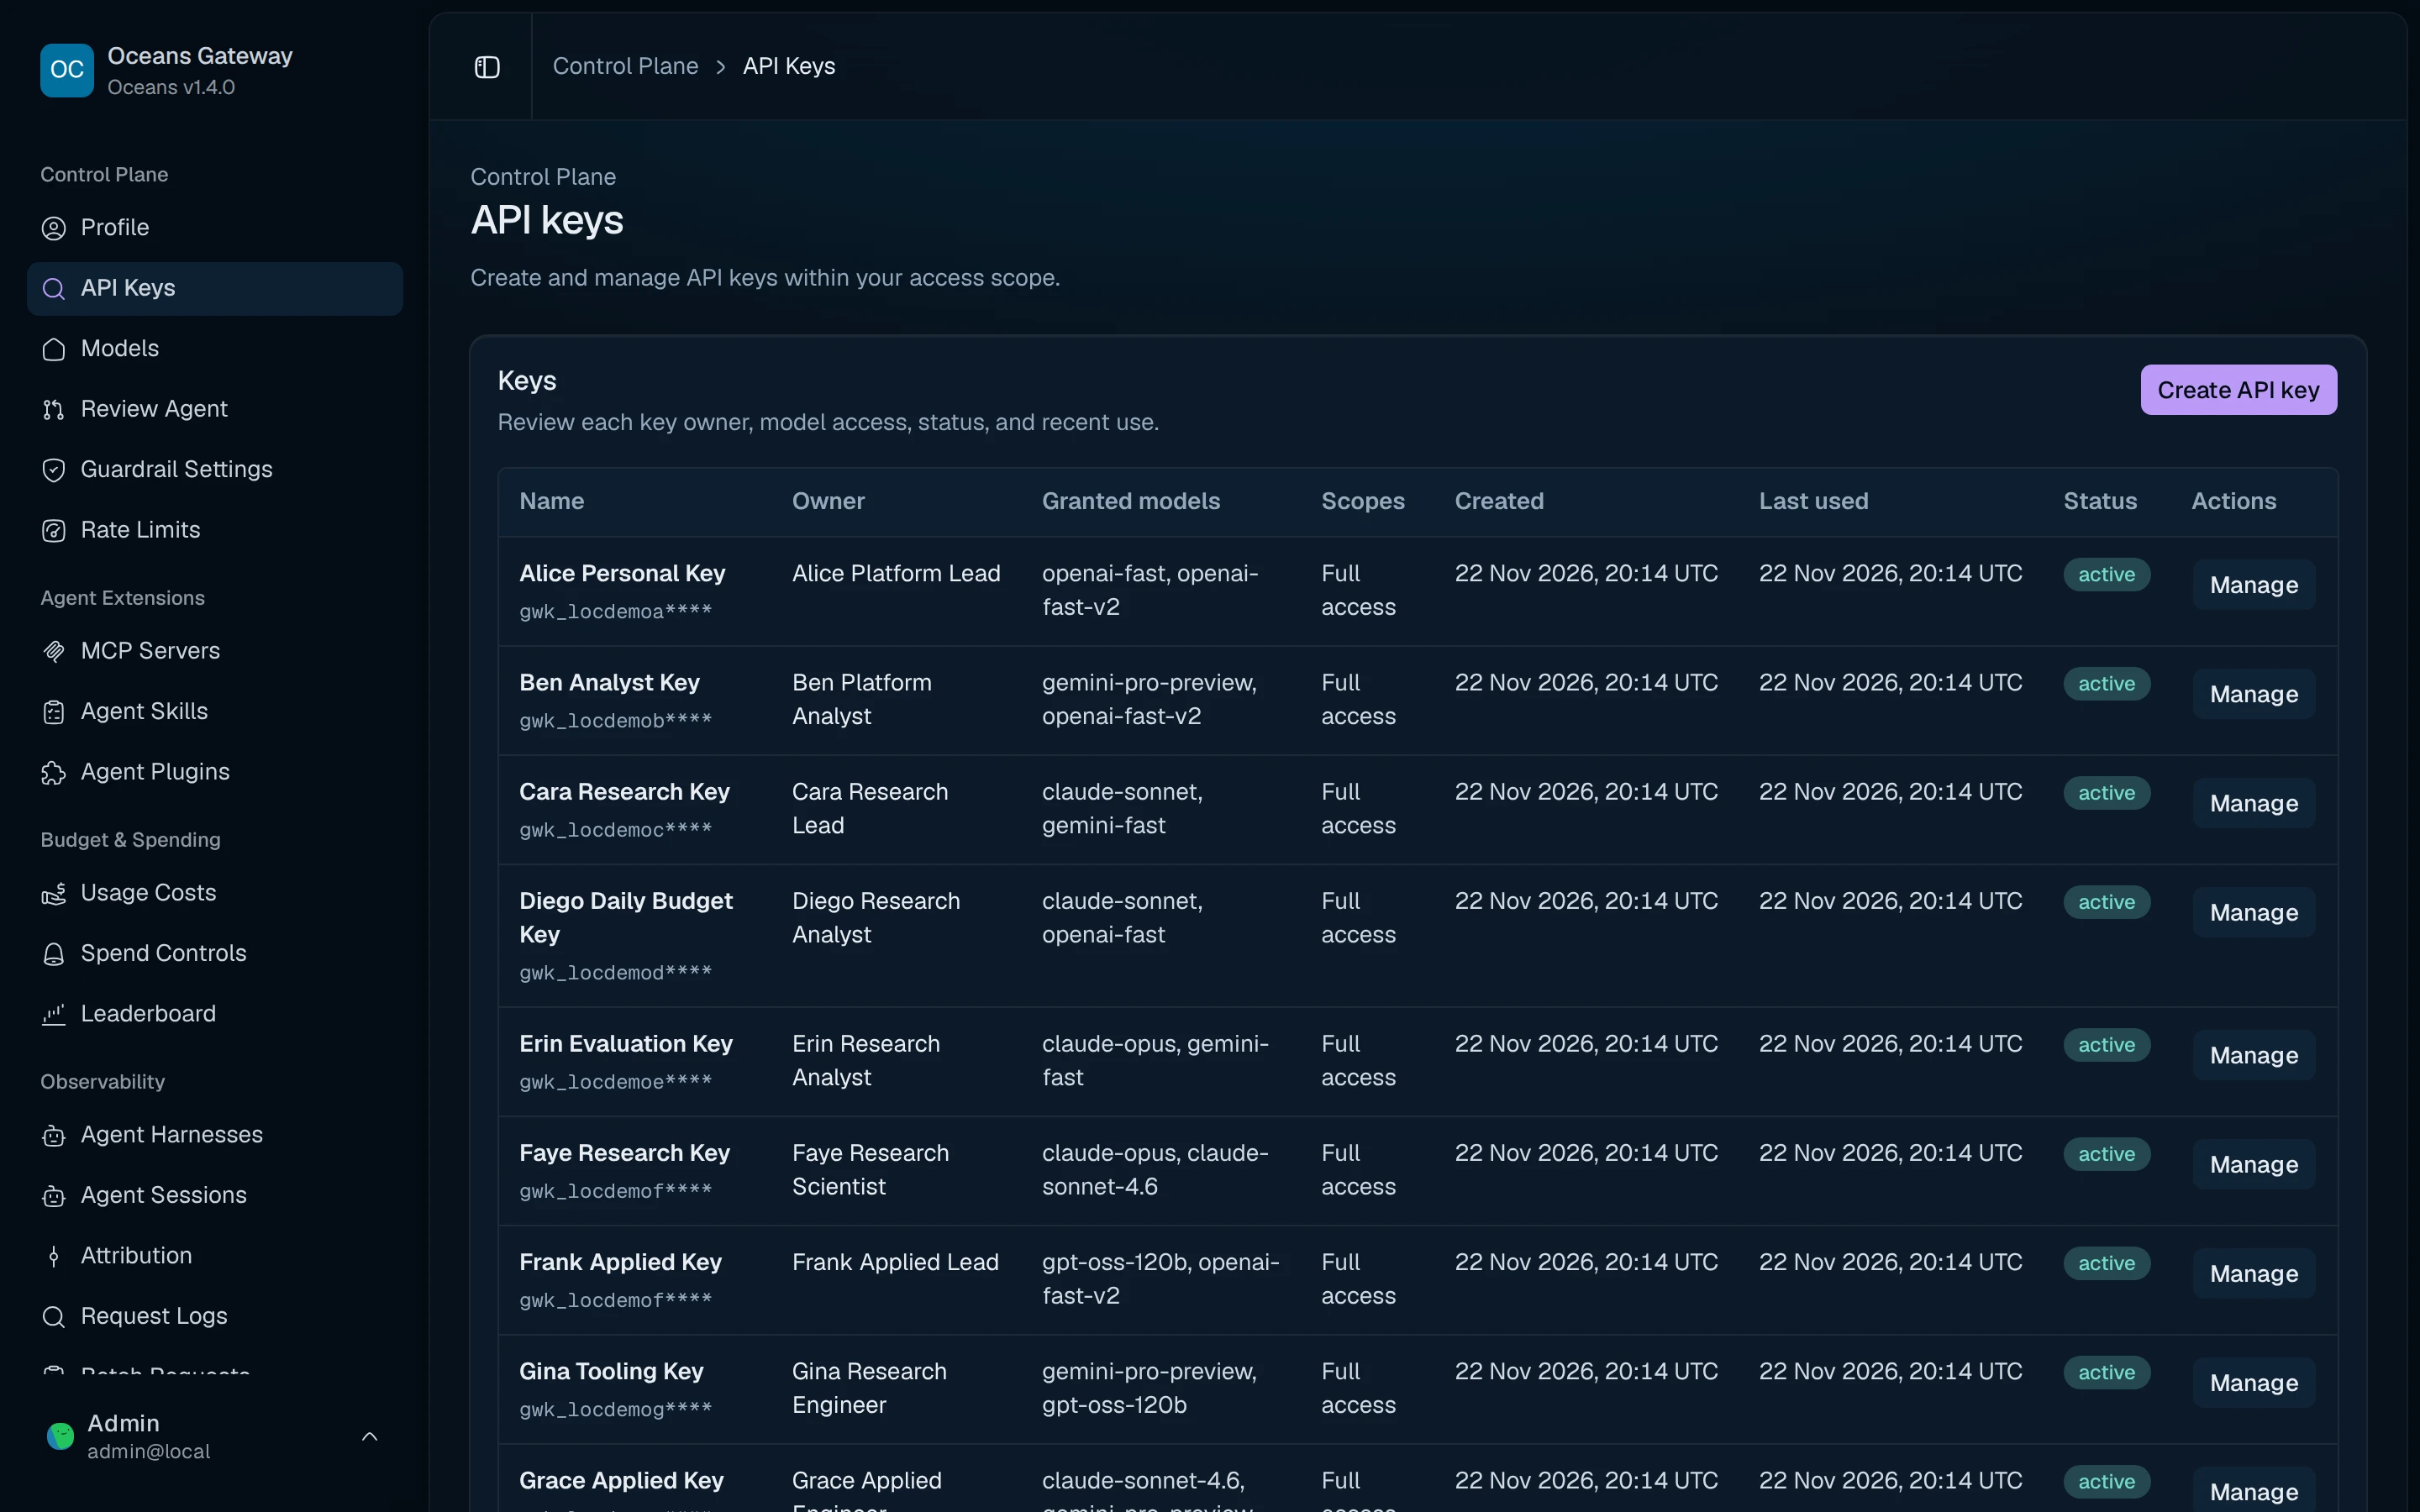 OC
Oceans Gateway
Oceans v1.4.0
Control Plane
Profile
API Keys
Models
Review Agent
Guardrail Settings
Rate Limits
Agent Extensions
MCP Servers
Agent Skills
Agent Plugins
Budget & Spending
Usage Costs
Spend Controls
Leaderboard
Observability
Agent Harnesses
Agent Sessions
Attribution
Request Logs
Admin
admin@local
Control Plane > API Keys
Control Plane
API keys
Create and manage API keys within your access scope.
Keys
Review each key owner, model access, status, and recent use.
Create API key
Name Owner Granted models Scopes Created Last used Status Actions
Alice Personal Key Alice Platform Lead openai-fast, openai- Full 22 Nov 2026, 20:14 UTC 22 Nov 2026, 20:14 UTC active Manage
gwk_locdemoa**** fast-v2 access
Ben Analyst Key Ben Platform gemini-pro-preview, Full 22 Nov 2026, 20:14 UTC 22 Nov 2026, 20:14 UTC active Manage
gwk_locdemob**** Analyst openai-fast-v2 access
Cara Research Key Cara Research claude-sonnet, Full 22 Nov 2026, 20:14 UTC 22 Nov 2026, 20:14 UTC active Manage
gwk_locdemoc**** Lead gemini-fast access
Diego Daily Budget Diego Research claude-sonnet, Full 22 Nov 2026, 20:14 UTC 22 Nov 2026, 20:14 UTC active Manage
Key Analyst openai-fast access
gwk_locdemod****
Erin Evaluation Key Erin Research claude-opus, gemini- Full 22 Nov 2026, 20:14 UTC 22 Nov 2026, 20:14 UTC active Manage
gwk_locdemoe**** Analyst fast access
Faye Research Key Faye Research claude-opus, claude- Full 22 Nov 2026, 20:14 UTC 22 Nov 2026, 20:14 UTC active Manage
gwk_locdemof**** Scientist sonnet-4.6 access
Frank Applied Key Frank Applied Lead gpt-oss-120b, openai- Full 22 Nov 2026, 20:14 UTC 22 Nov 2026, 20:14 UTC active Manage
gwk_locdemof**** fast-v2 access
Gina Tooling Key Gina Research gemini-pro-preview, Full 22 Nov 2026, 20:14 UTC 22 Nov 2026, 20:14 UTC active Manage
gwk_locdemog**** Engineer gpt-oss-120b access
Grace Applied Key Grace Applied claude-sonnet-4.6, Full 22 Nov 2026, 20:14 UTC 22 Nov 2026, 20:14 UTC active Manage